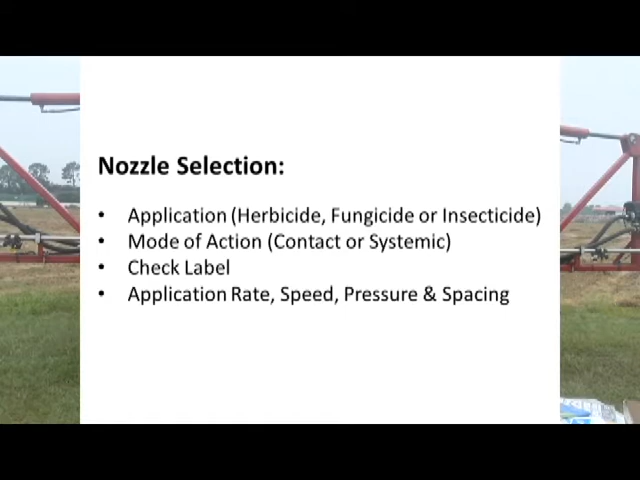 Nozzle Selection:
• Application (Herbicide, Fungicide or Insecticide)
• Mode of Action (Contact or Systemic)
• Check Label
• Application Rate, Speed, Pressure & Spacing